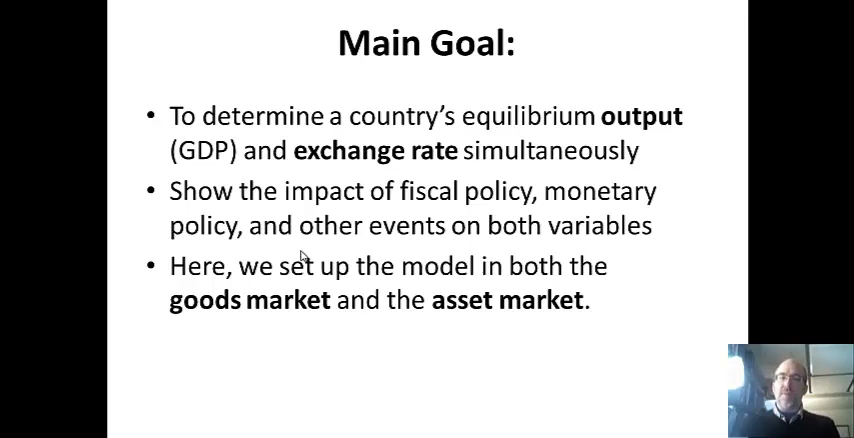 Main Goal:
• To determine a country's equilibrium output
(GDP) and exchange rate simultaneously
• Show the impact of fiscal policy, monetary
policy, and other events on both variables
• Here, we set up the model in both the
goods market and the asset market.